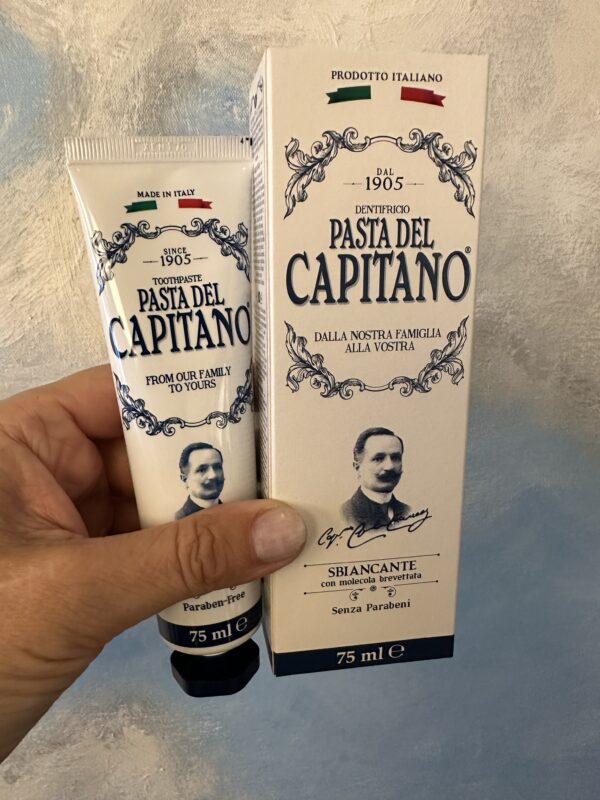 MADE IN ITALY
SINCE
1905
TOOTHPASTE
PASTA DEL
CAPITANO
FROM OUR FAMILY
TO YOURS
Paraben-Free
75 ml e
PRODOTTO ITALIANO
DAL
1905
DENTIFRICIO
PASTA DEL
CAPITANO®
DALLA NOSTRA FAMIGLIA
ALLA VOSTRA
SBIANCANTE
con molecola brevettata
Senza Parabeni
75 ml e